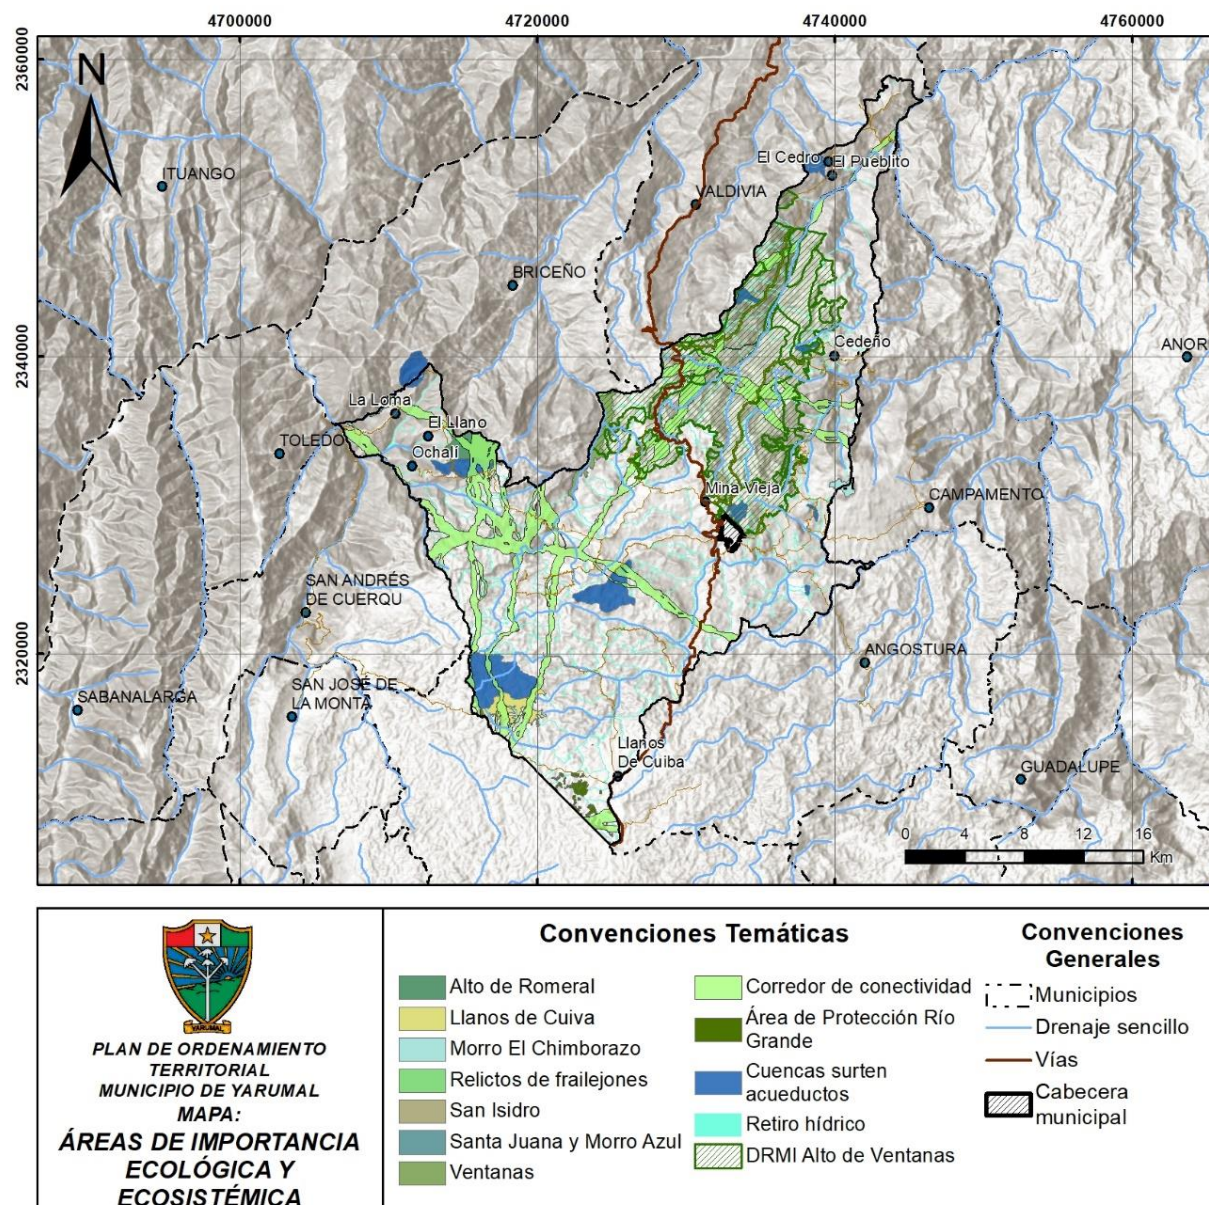 4700000
4720000
4740000
4760000
2360000
2340000
2320000
N
ITUANGO
El Cedro
El Pueblito
VALDIVIA
BRICEÑO
Cedeño
ANOR
La Loma
El Llano
TOLEDO
Ochalí
Mina Vieja
CAMPAMENTO
SAN ANDRÉS
DE CUERQU
ANGOSTURA
SABANALARGA
SAN JOSÉ DE
LA MONTA
Llanos
De Cuiba
GUADALUPE
0 4 8 12 16
Km
YARUMAL
PLAN DE ORDENAMIENTO
TERRITORIAL
MUNICIPIO DE YARUMAL
MAPA:
ÁREAS DE IMPORTANCIA
ECOLÓGICA Y
ECOSISTÉMICA
Convenciones Temáticas
Alto de Romeral
Llanos de Cuiva
Morro El Chimborazo
Relictos de frailejones
San Isidro
Santa Juana y Morro Azul
Ventanas
Corredor de conectividad
Área de Protección Río
Grande
Cuencas surten
acueductos
Retiro hídrico
DRMI Alto de Ventanas
Convenciones
Generales
Municipios
Drenaje sencillo
Vías
Cabecera
municipal